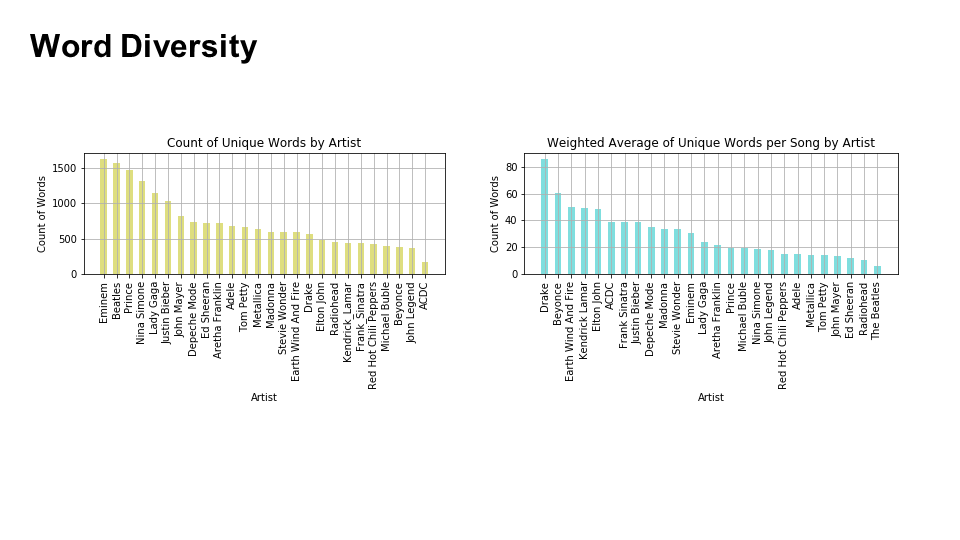 Word Diversity
Count of Unique Words by Artist
Count of Words
1500
1000
500
0
Eminem
Beatles
Prince
Nina Simone
Lady Gaga
Justin Bieber
John Mayer
Depeche Mode
Ed Sheeran
Aretha Franklin
Adele
Tom Petty
Metallica
Madonna
Stevie Wonder
Earth Wind And Fire
Drake
Elton John
Radiohead
Kendrick_Lamar
Frank_Sinatra
Red Hot Chili Peppers
Michael Buble
Beyonce
John Legend
ACDC
Artist
Weighted Average of Unique Words per Song by Artist
Count of Words
80
60
40
20
0
Drake
Beyonce
Earth Wind And Fire
Kendrick Lamar
Elton John
ACDC
Frank Sinatra
Justin Bieber
Depeche Mode
Madonna
Stevie Wonder
Eminem
Lady Gaga
Aretha Franklin
Prince
Michael Buble
Nina Simone
John Legend
Red Hot Chili Peppers
Adele
Metallica
Tom Petty
John Mayer
Ed Sheeran
Radiohead
The Beatles
Artist